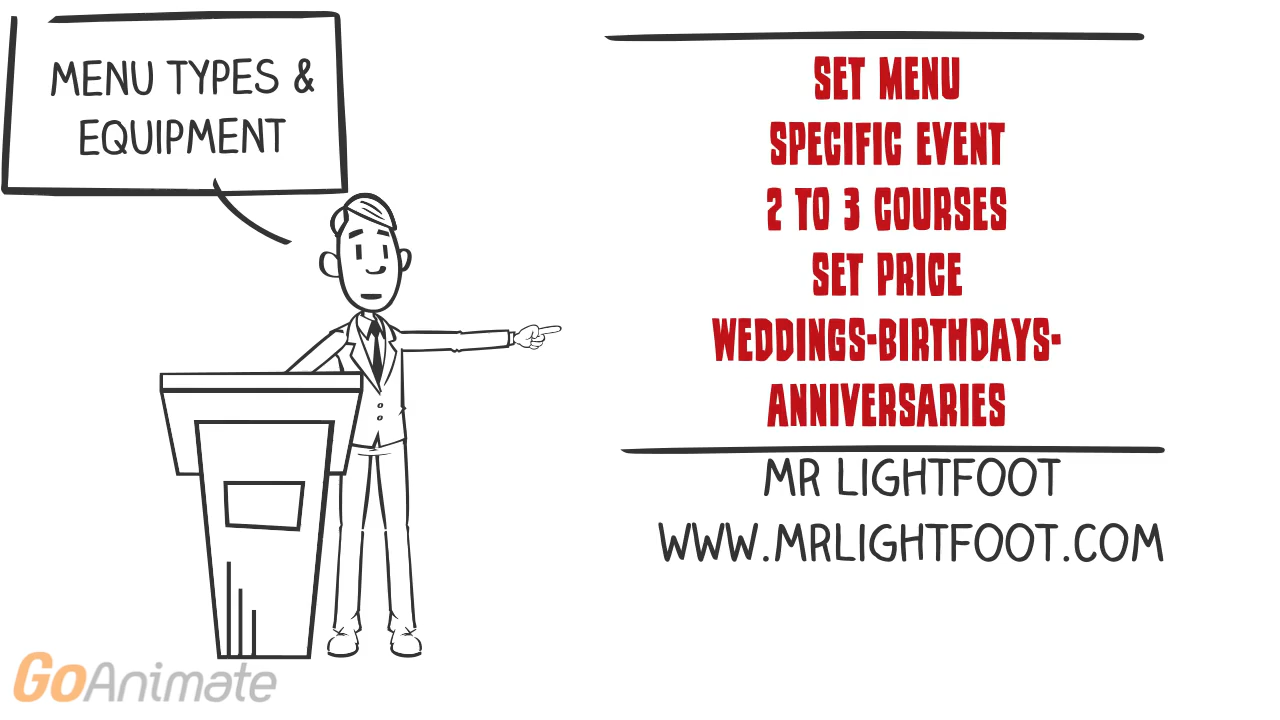 MENU TYPES &
EQUIPMENT
SET MENU
SPECIFIC EVENT
2 TO 3 COURSES
SET PRICE
WEDDINGS-BIRTHDAYS-
ANNIVERSARIES
MR LIGHTFOOT
WWW.MRLIGHTFOOT.COM
GoAnimate